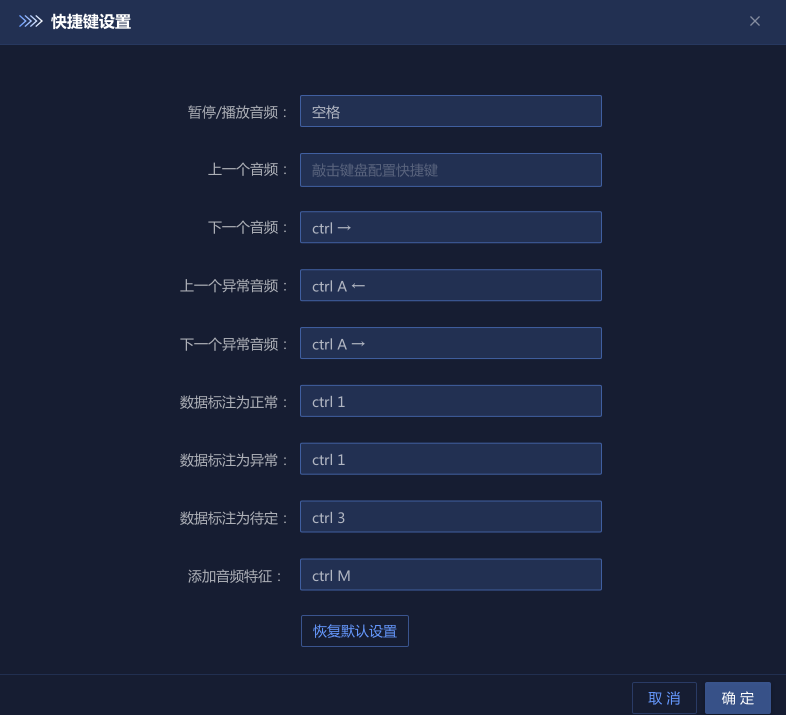 快捷键设置
暂停/播放音频： 空格
上一个音频： 敲击键盘配置快捷键
下一个音频： ctrl →
上一个异常音频： ctrl A ←
下一个异常音频： ctrl A →
数据标注为正常： ctrl 1
数据标注为异常： ctrl 1
数据标注为待定： ctrl 3
添加音频特征： ctrl M
恢复默认设置
取 消 确 定